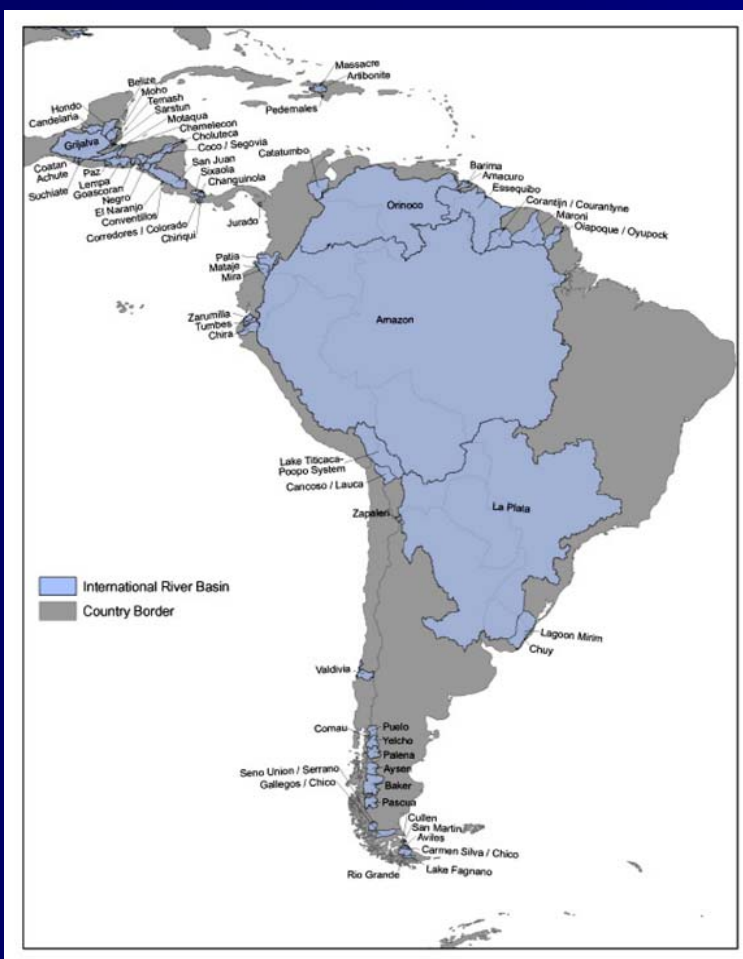 Massacre
Artibonite
Pedernales
Belize
Moho
Temash
Sarstun
Motaqua
Chamelecon
Choluteca
Coco / Segovia
Hondo
Candelaria
Grijalva
Coatan
Achute
Suchiate
Paz
Lempa
Goascoran
Negro
El Naranjo
Conventillos
Corredores / Colorado
Chiriqui
San Juan
Sixaola
Changuinola
Jurado
Catatumbo
Orinoco
Barima
Amacuro
Essequibo
Corantijn / Courantyne
Maroni
Oiapoque / Oyupock
Patia
Mataje
Mira
Amazon
Zarumilla
Tumbes
Chira
Lake Titicaca-
Poopo System
Cancoso / Lauca
Zapaleri
La Plata
International River Basin
Country Border
Lagoon Mirim
Chuy
Valdivia
Comau
Puelo
Yelcho
Palena
Aysen
Baker
Pascua
Seno Union / Serrano
Gallegos / Chico
Cullen
San Martin
Aviles
Carmen Silva / Chico
Lake Fagnano
Rio Grande